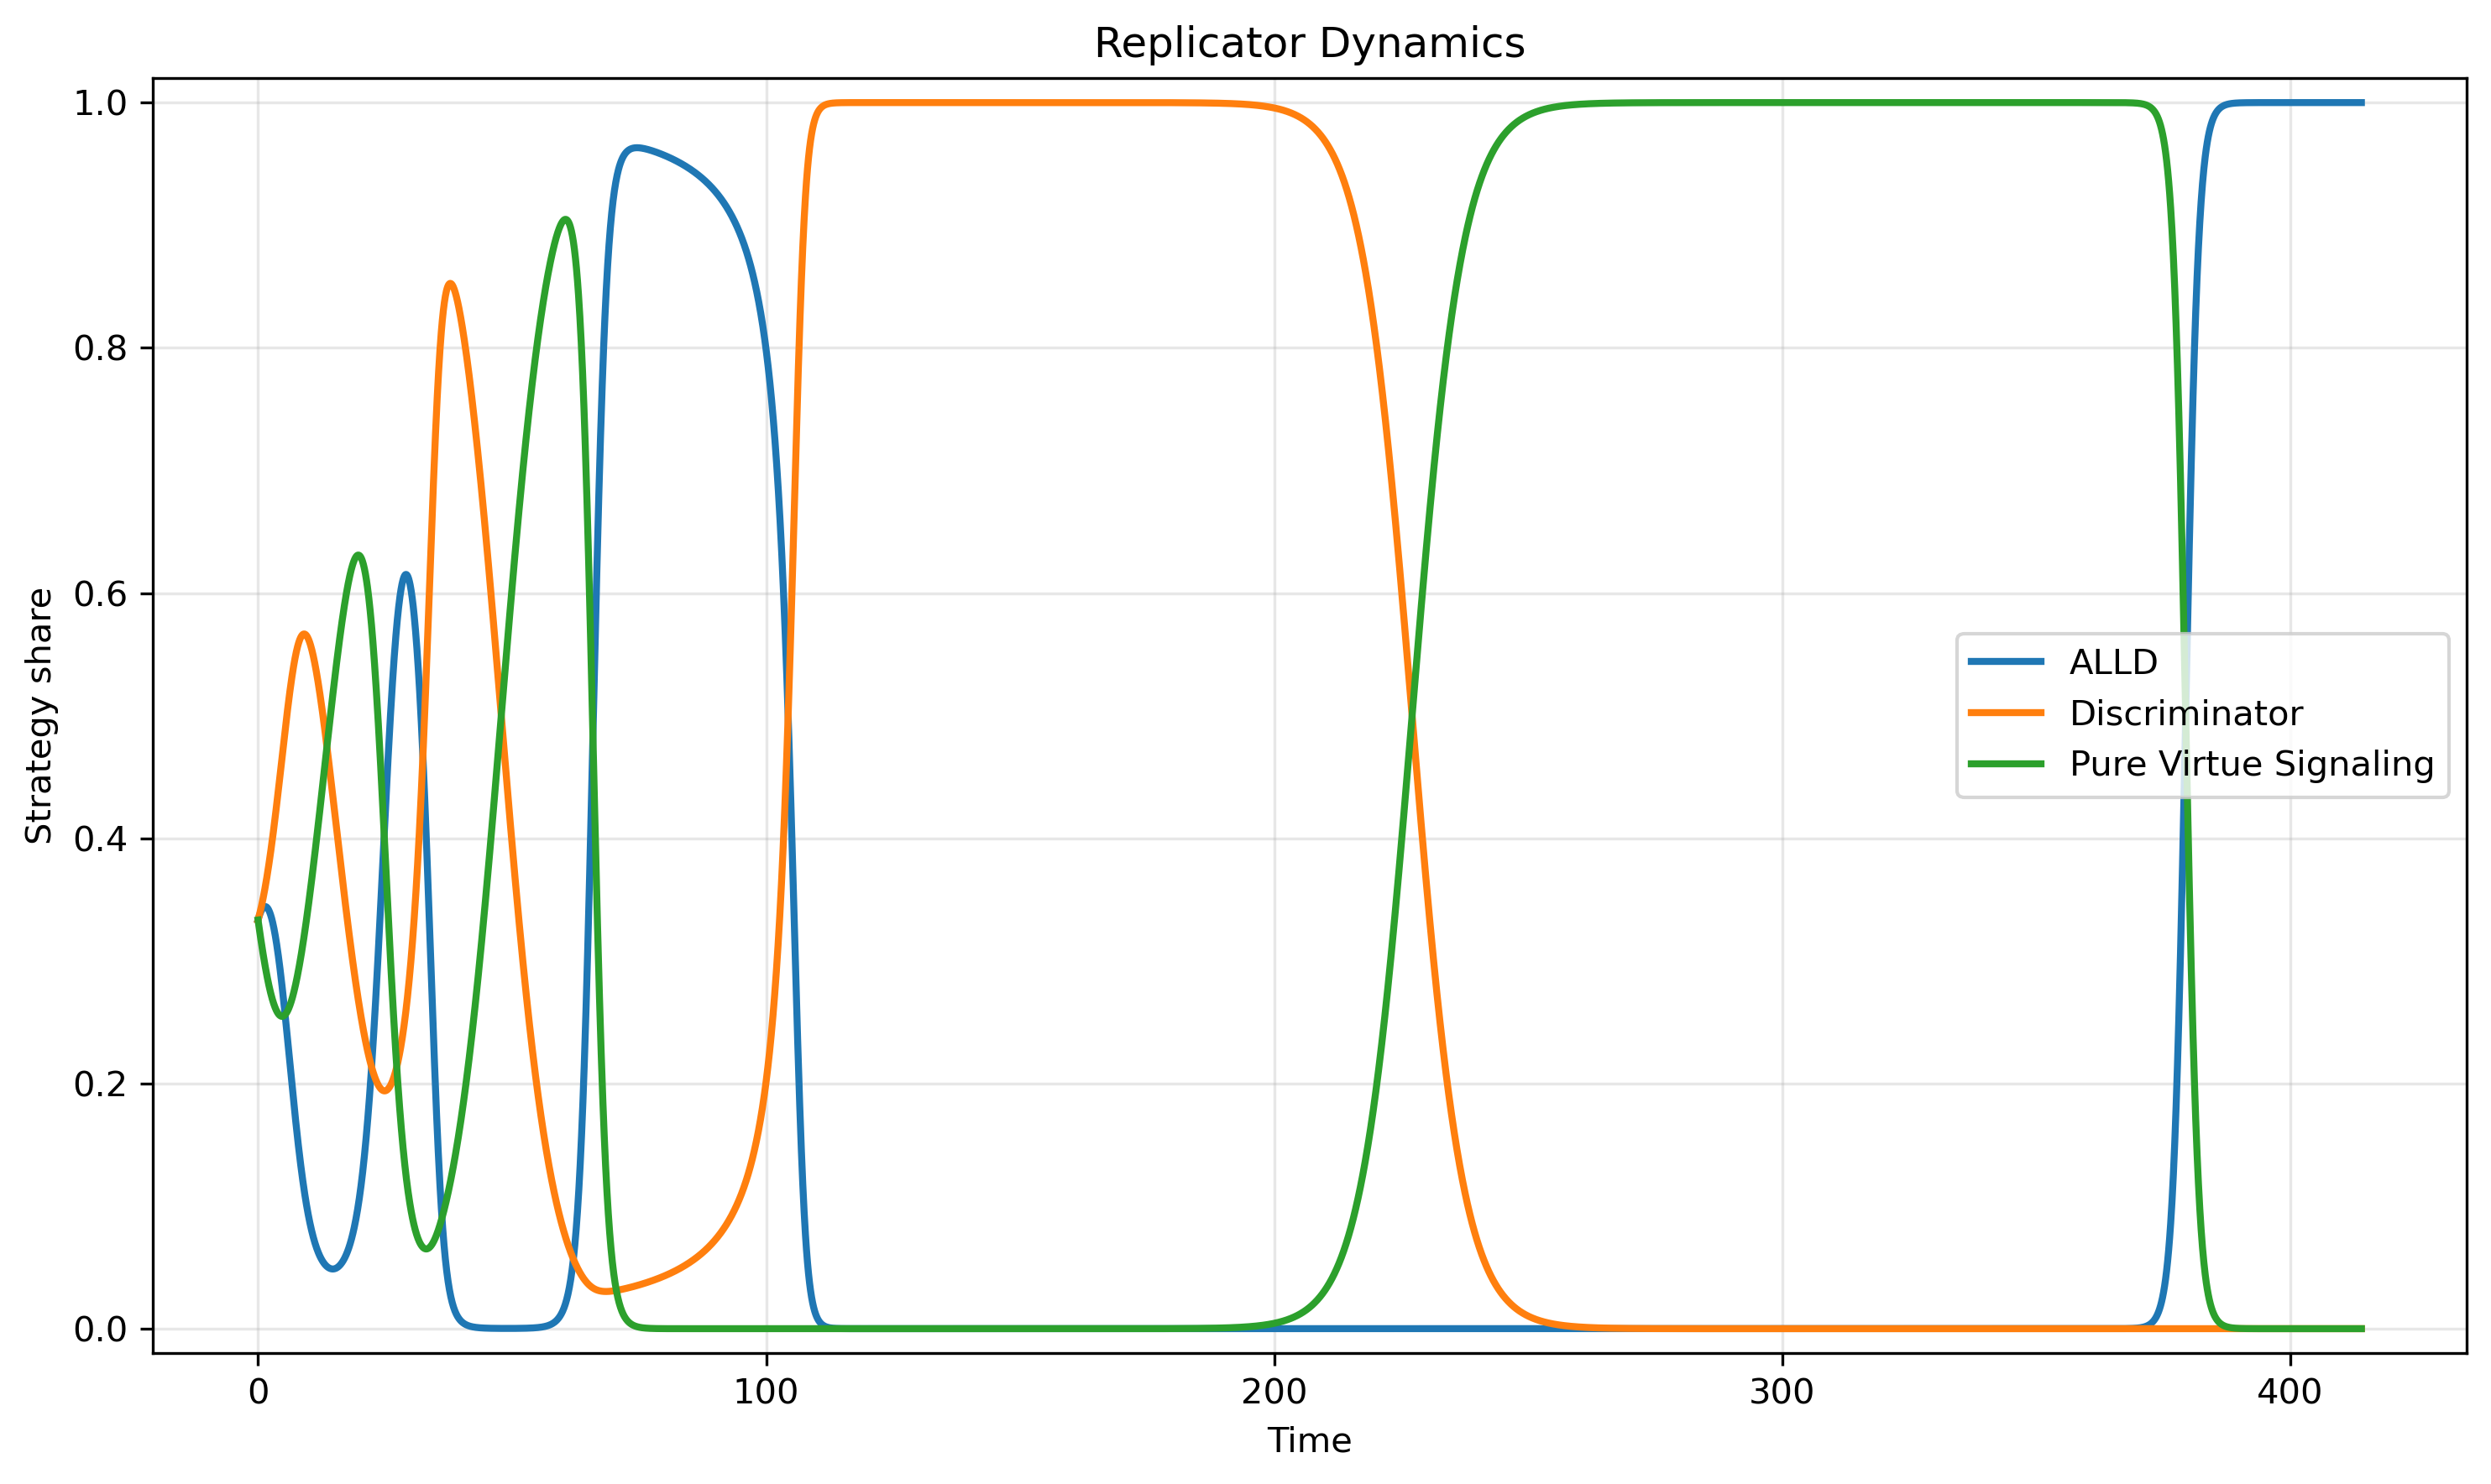 Replicator Dynamics
Strategy share
1.0
0.8
0.6
0.4
0.2
0.0
ALLD
Discriminator
Pure Virtue Signaling
0
100
200
300
400
Time